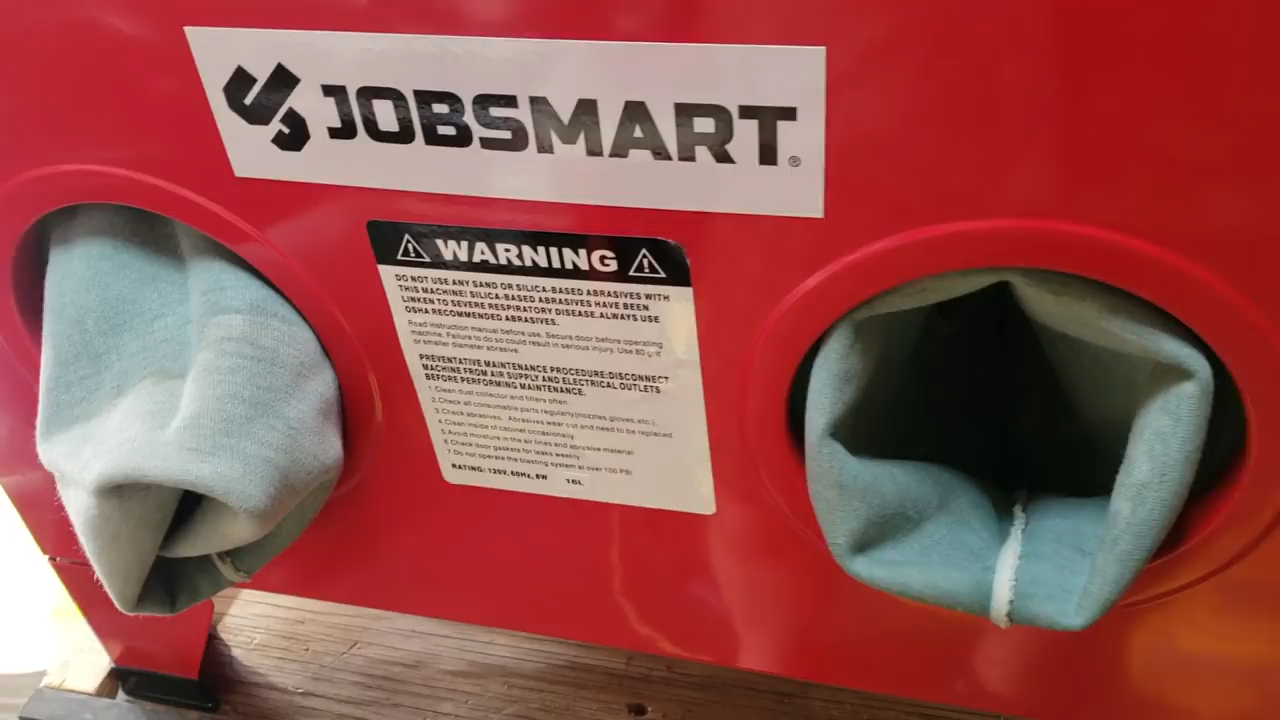 JOBSMART®
WARNING
DO NOT USE ANY SAND OR SILICA-BASED ABRASIVES WITH
THIS MACHINE! SILICA-BASED ABRASIVES HAVE BEEN
LINKEN TO SEVERE RESPIRATORY DISEASE.ALWAYS USE
OSHA RECOMMENDED ABRASIVES.
Read instruction manual before use. Secure door before operating
machine. Failure to do so could result in serious injury. Use 80 grit
or smaller diameter abrasive.
PREVENTATIVE MAINTENANCE PROCEDURE:DISCONNECT
MACHINE FROM AIR SUPPLY AND ELECTRICAL OUTLETS
BEFORE PERFORMING MAINTENANCE.
1.Clean dust collector and filters often.
2.Check all consumable parts regularly(nozzles,gloves,etc.).
3.Check abrasives. Abrasives wear out and need to be replaced.
4.Clean inside of cabinet occasionally.
5.Avoid moisture in the air lines and abrasive material.
6.Check door gaskets for leaks weekly.
7.Do not operate the blasting system at over 100 PSI.
RATING: 120V, 60Hz, 6W 16L